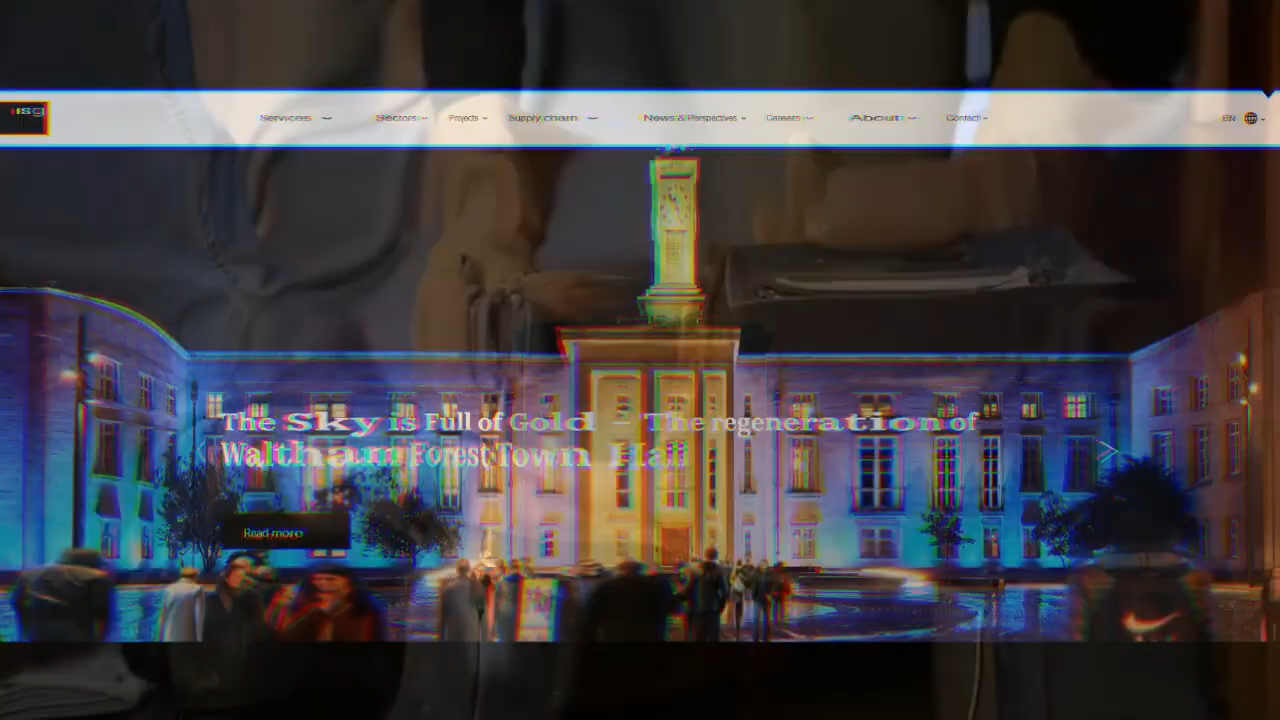 Services Sectors Projects Supply chain News & Perspectives Careers About Contact EN
The Sky is Full of Gold – The regeneration of
Waltham Forest Town Hall
Read more